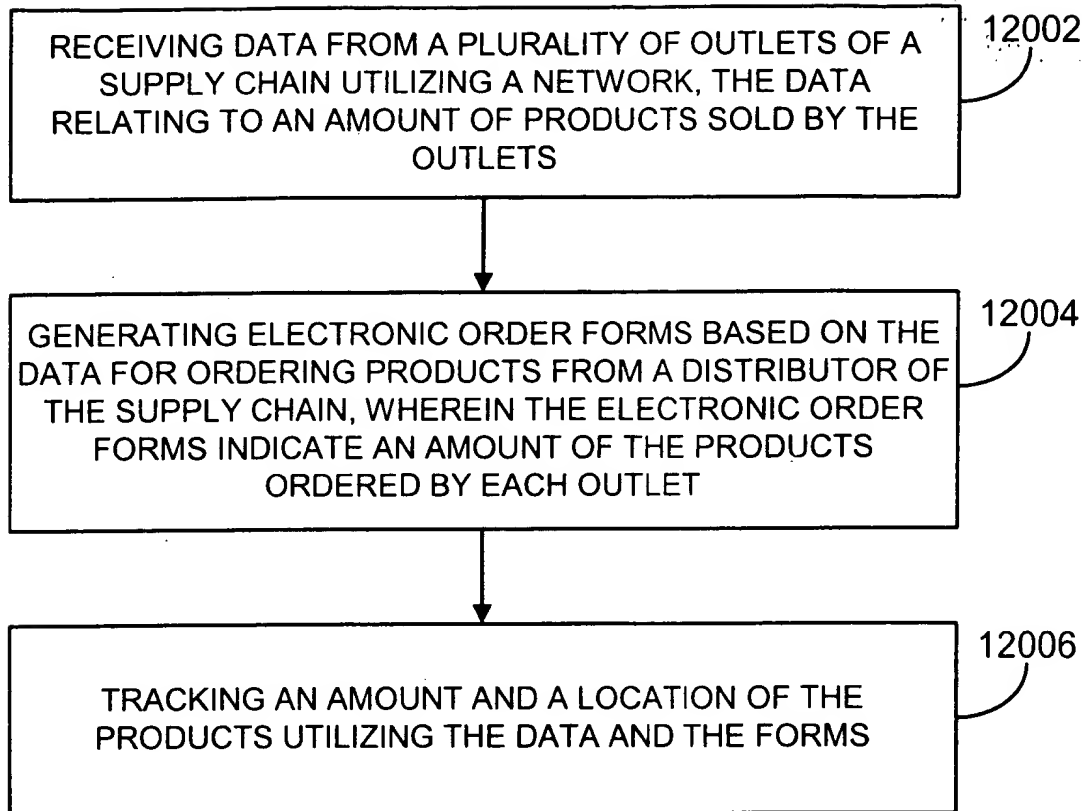 RECEIVING DATA FROM A PLURALITY OF OUTLETS OF A
SUPPLY CHAIN UTILIZING A NETWORK, THE DATA
RELATING TO AN AMOUNT OF PRODUCTS SOLD BY THE
OUTLETS
12002
GENERATING ELECTRONIC ORDER FORMS BASED ON THE
DATA FOR ORDERING PRODUCTS FROM A DISTRIBUTOR OF
THE SUPPLY CHAIN, WHEREIN THE ELECTRONIC ORDER
FORMS INDICATE AN AMOUNT OF THE PRODUCTS
ORDERED BY EACH OUTLET
12004
TRACKING AN AMOUNT AND A LOCATION OF THE
PRODUCTS UTILIZING THE DATA AND THE FORMS
12006